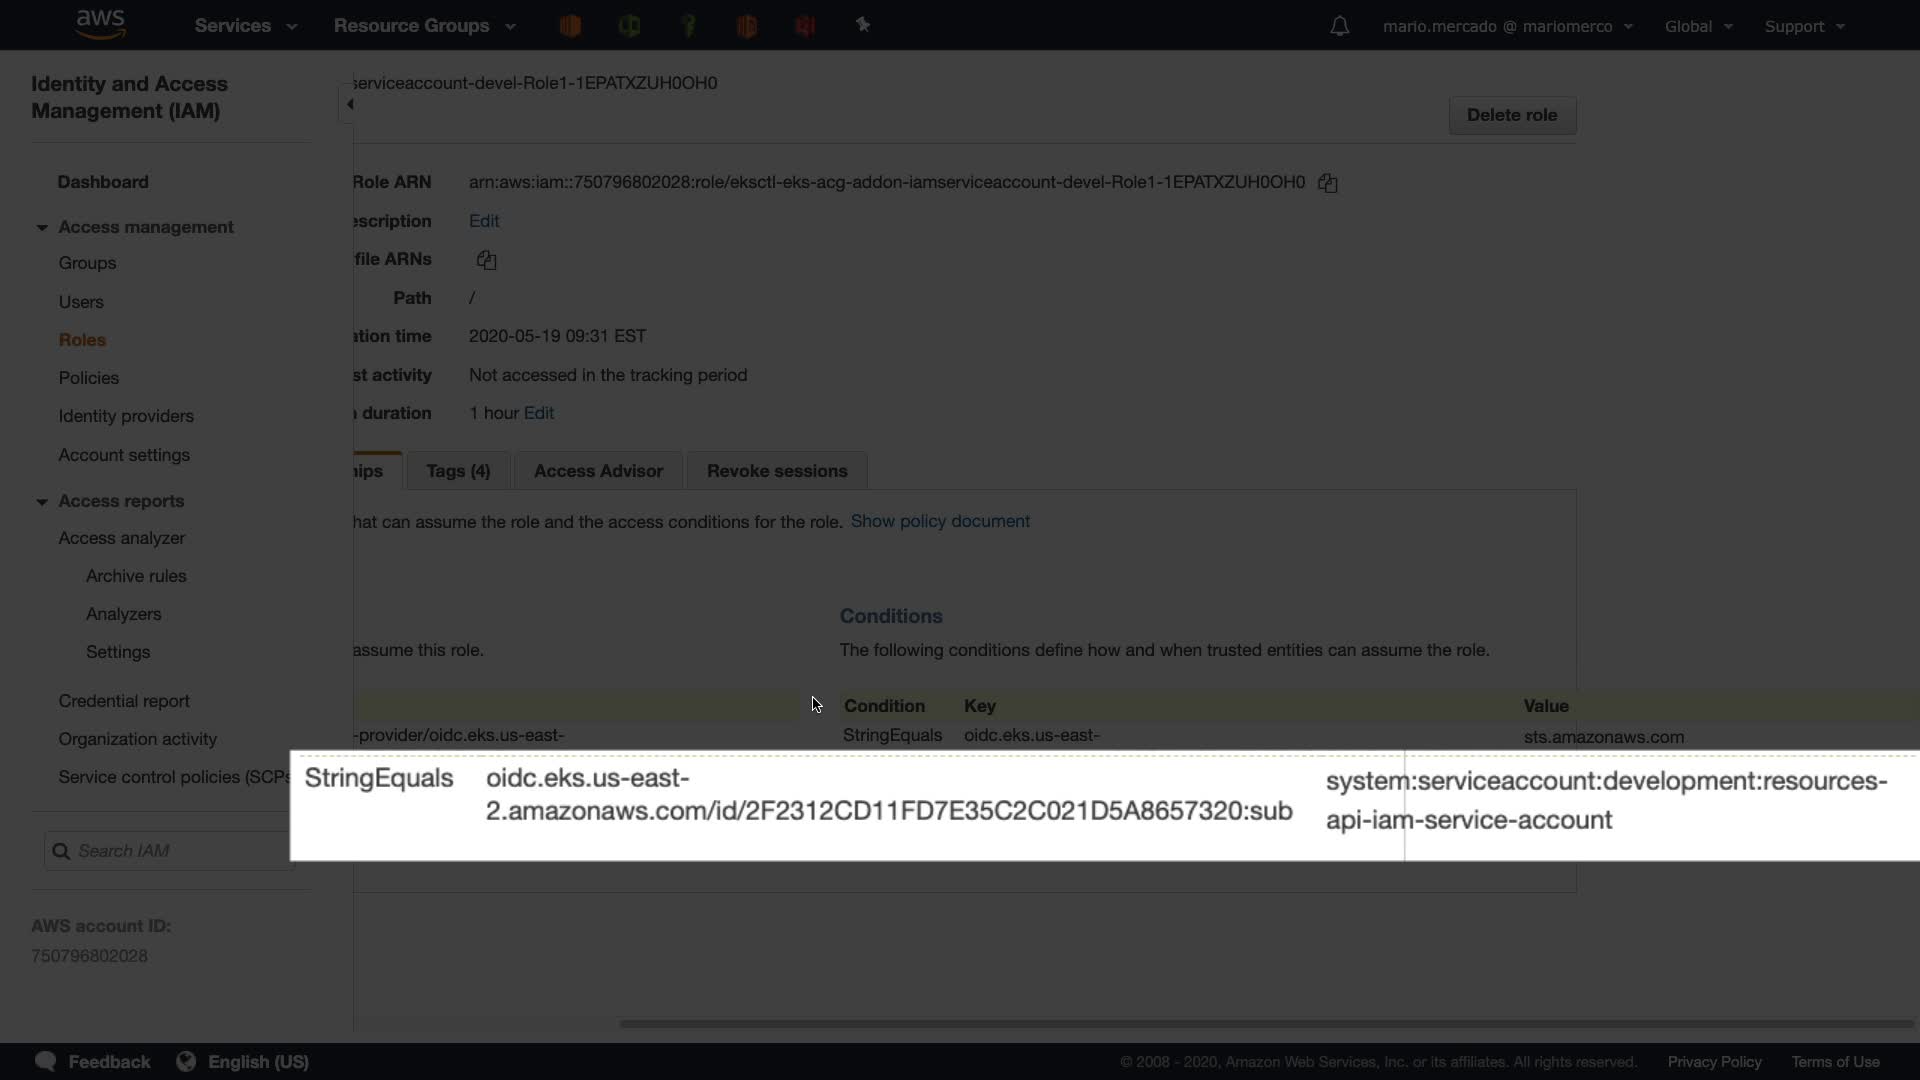 aws
Services
Resource Groups
mario.mercado @ mariomerco
Global
Support
Identity and Access
Management (IAM)
serviceaccount-devel-Role1-1EPATXZUH0OH0
Delete role
Dashboard
Role ARN
arn:aws:iam::750796802028:role/eksctl-eks-acg-addon-iamserviceaccount-devel-Role1-1EPATXZUH0OH0
Access management
escription
Edit
Groups
file ARNs
Users
Path
/
Roles
ation time
2020-05-19 09:31 EST
Policies
st activity
Not accessed in the tracking period
Identity providers
duration
1 hour Edit
Account settings
hips
Tags (4)
Access Advisor
Revoke sessions
Access reports
hat can assume the role and the access conditions for the role. Show policy document
Access analyzer
Archive rules
Analyzers
Settings
Conditions
assume this role.
The following conditions define how and when trusted entities can assume the role.
Credential report
Condition
Key
Value
Organization activity
-provider/oidc.eks.us-east-
StringEquals
oidc.eks.us-east-
sts.amazonaws.com
Service control policies (SCPs
StringEquals
oidc.eks.us-east-
2.amazonaws.com/id/2F2312CD11FD7E35C2C021D5A8657320:sub
system:serviceaccount:development:resources-
api-iam-service-account
Search IAM
AWS account ID:
750796802028
Feedback
English (US)
© 2008 - 2020, Amazon Web Services, Inc. or its affiliates. All rights reserved.
Privacy Policy
Terms of Use